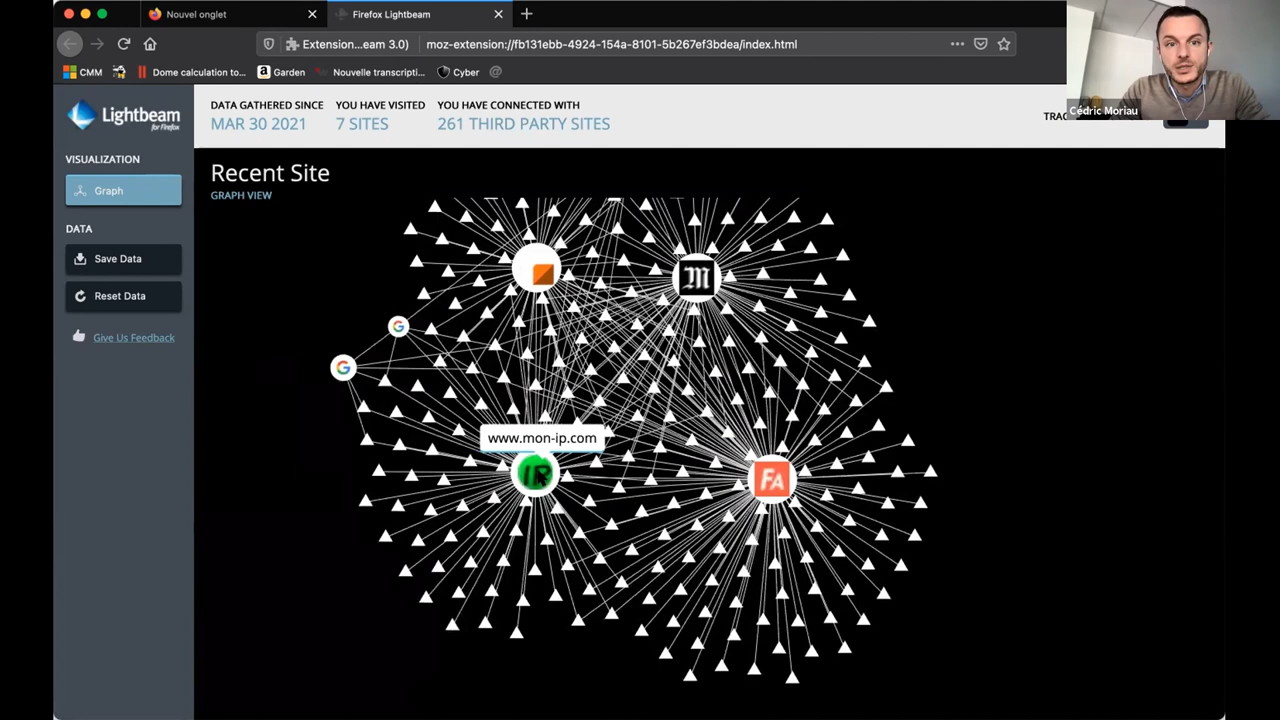 Nouvel onglet
Firefox Lightbeam
Extension...eam 3.0)
moz-extension://fb131ebb-4924-154a-8101-5b267ef3bdea/index.html
CMM
Dome calculation to...
Garden
Nouvelle transcripti...
Cyber
Cédric Moriau
Lightbeam
for Firefox
DATA GATHERED SINCE
MAR 30 2021
YOU HAVE VISITED
7 SITES
YOU HAVE CONNECTED WITH
261 THIRD PARTY SITES
TRAC
VISUALIZATION
Graph
DATA
Save Data
Reset Data
Give Us Feedback
Recent Site
GRAPH VIEW
M
G
G
www.mon-ip.com
IP
FA